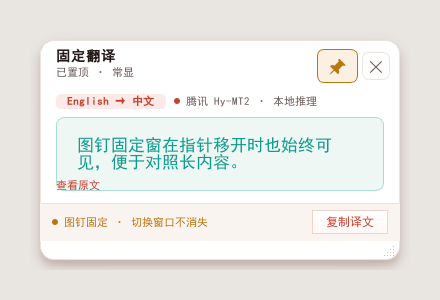 固定翻译
已置顶 · 常显
English → 中文
腾讯 Hy-MT2 · 本地推理
图钉固定窗在指针移开时也始终可
见，便于对照长内容。
查看原文
图钉固定 · 切换窗口不消失
复制译文